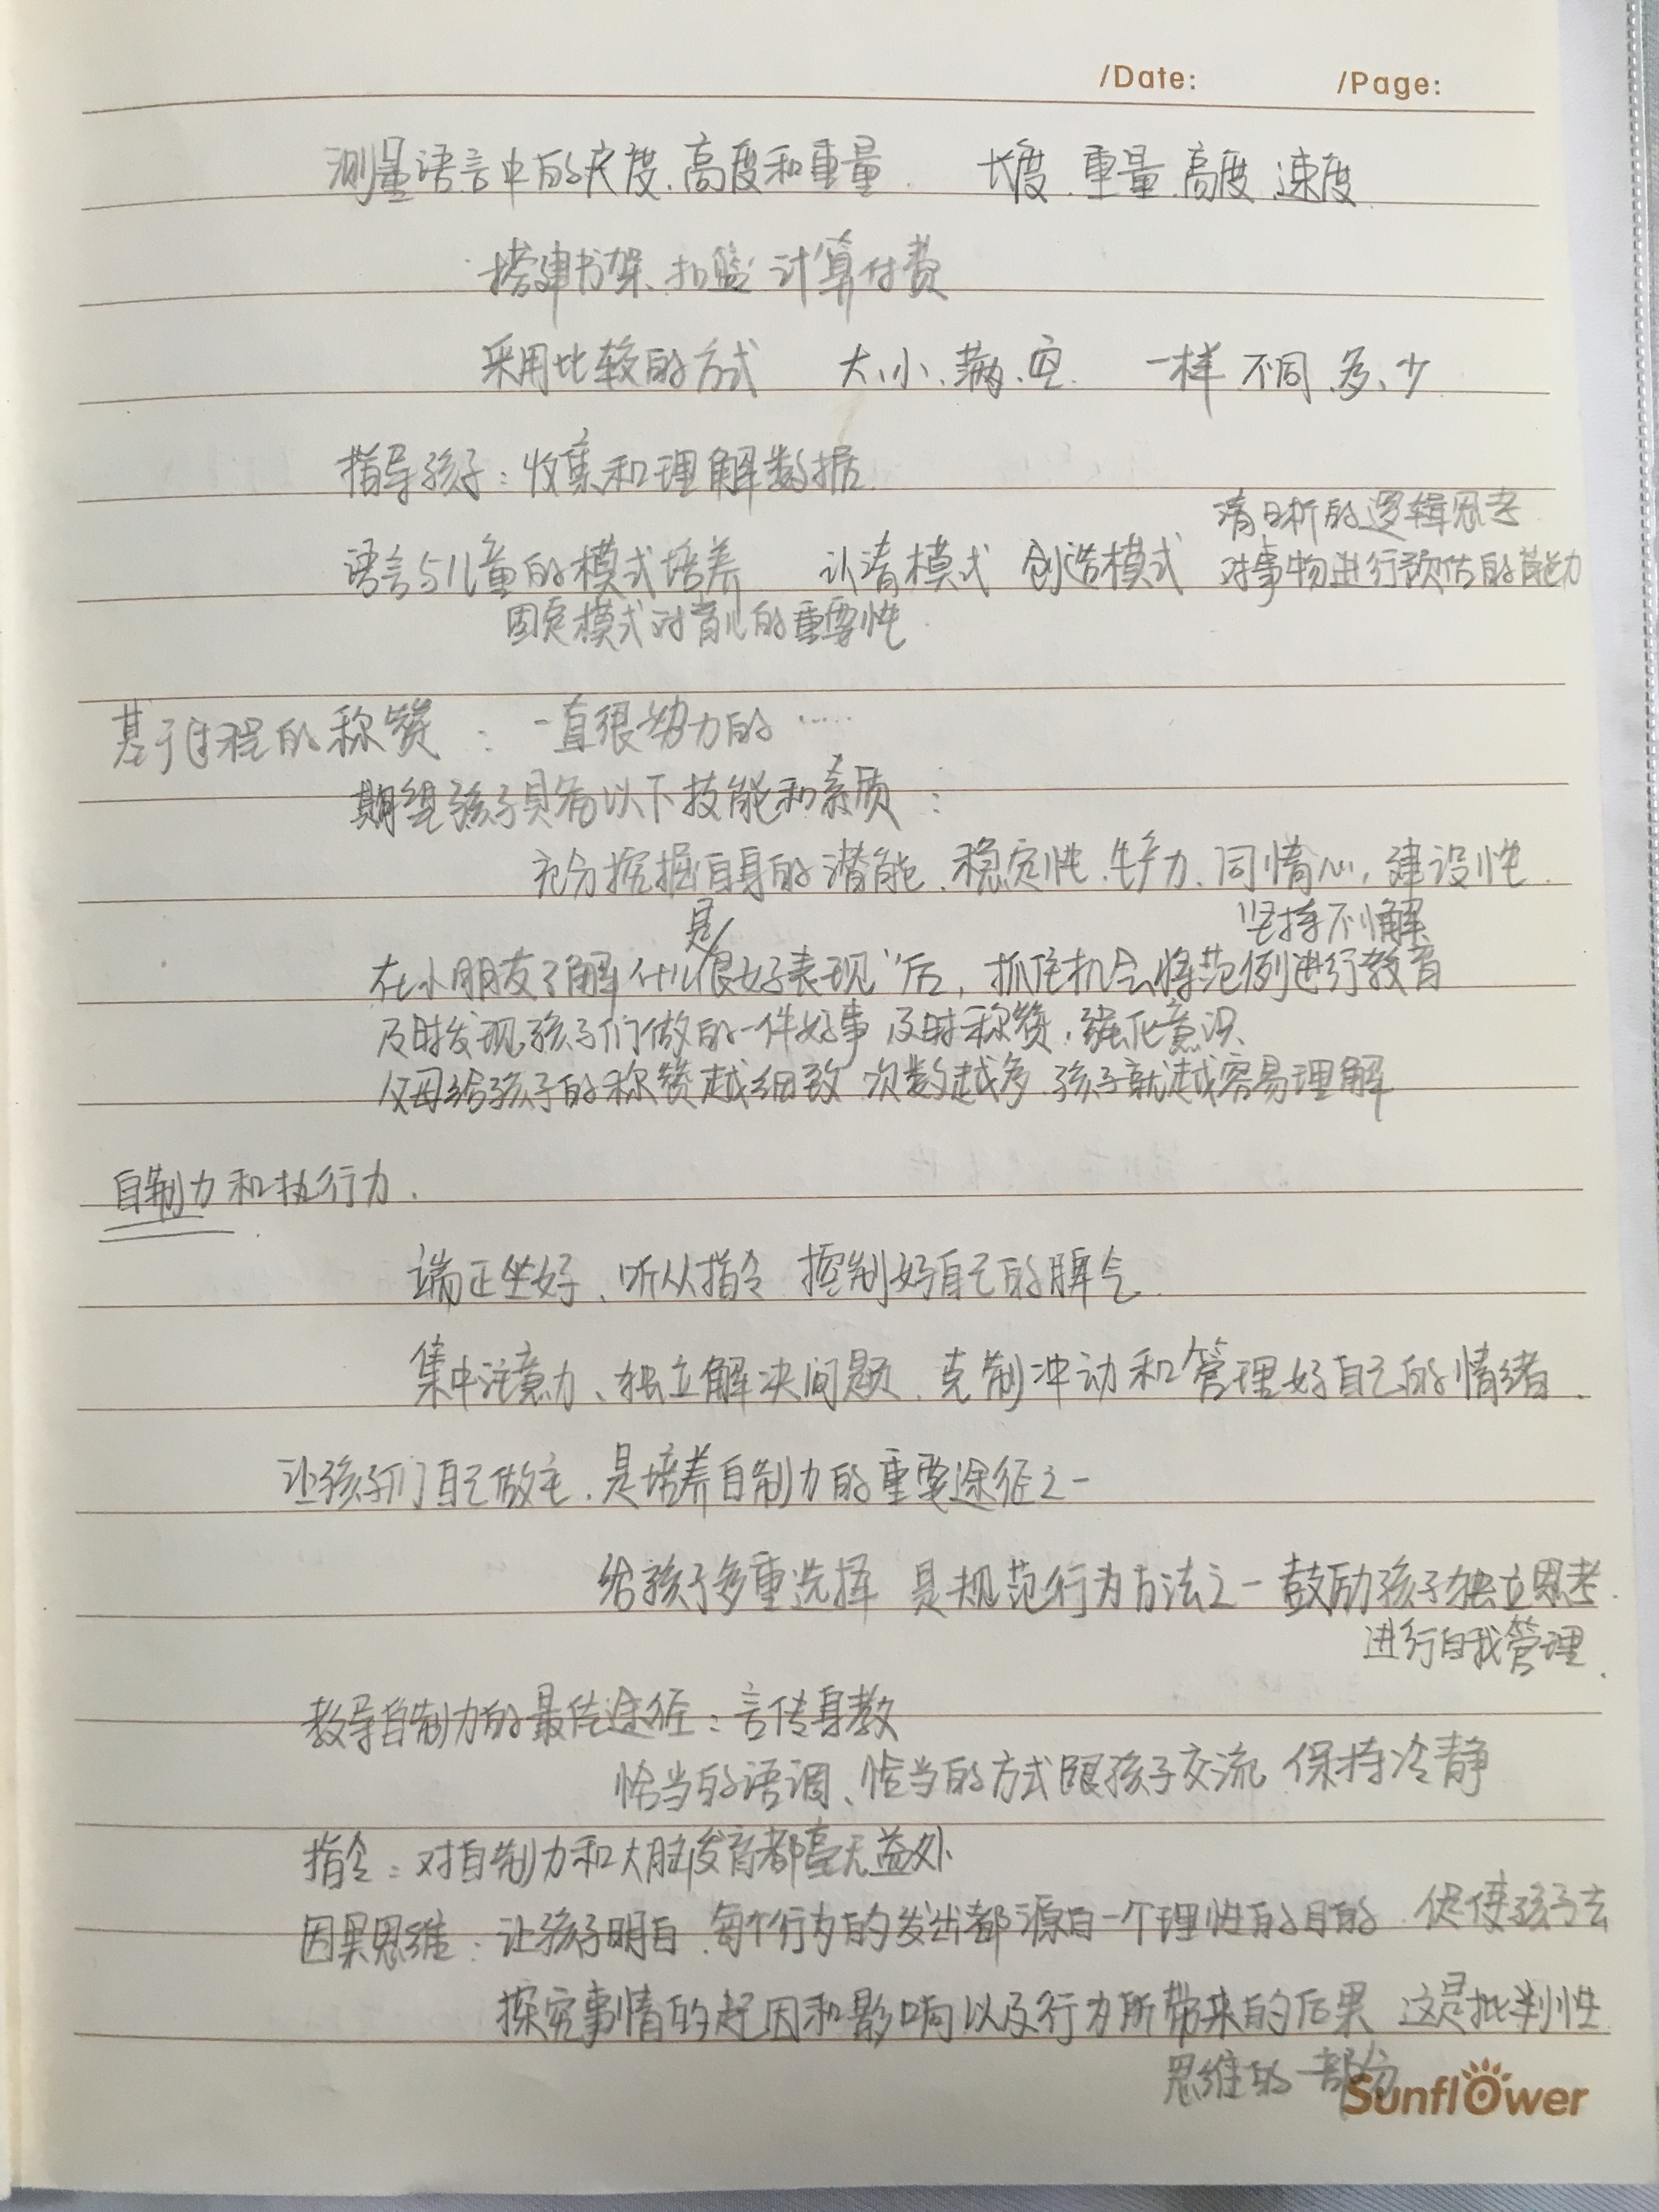 /Date: /Page:
测量语言中的长度、高度和重量 长度、重量、高度、速度
搭建书架、扣篮 计算付费
采用比较的方式 大、小、满、空 一样 不同 多、少
指导孩子：收集和理解数据
清晰分析的逻辑思考
语言与儿童的模式培养 认清模式 创造模式 对事物进行预估的能力
固定模式对育儿的重要性
基于过程的称赞：一直很努力的……
期望孩子具备以下技能和素质：
充分挖掘自身的潜能、稳定性、生产力、同情心，建设性
是 坚持不懈
在小朋友了解“什么很好表现”后，抓住机会将范例进行教育
及时发现孩子们做的一件好事 及时称赞，强化意识
父母给孩子的称赞越细致 次数越多 孩子就越容易理解
自制力和执行力．
端正坐好、听从指令 控制好自己的脾气
集中注意力、独立解决问题、克制冲动和管理好自己的情绪．
让孩子们自己做主．是培养自制力的重要途径之一
给孩子多重选择 是规范行为方法之一 鼓励孩子独立思考．
进行自我管理．
教导自制力的最佳途径：言传身教
恰当的语调、恰当的方式跟孩子交流 保持冷静
指令：对自制力和大脑发育都毫无益处
因果思维：让孩子明白 每个行为的发出都源自一个理性的目的 促使孩子去
探究事情的起因和影响以及行为所带来的后果 这是批判性
思维的一部分
Sunflower